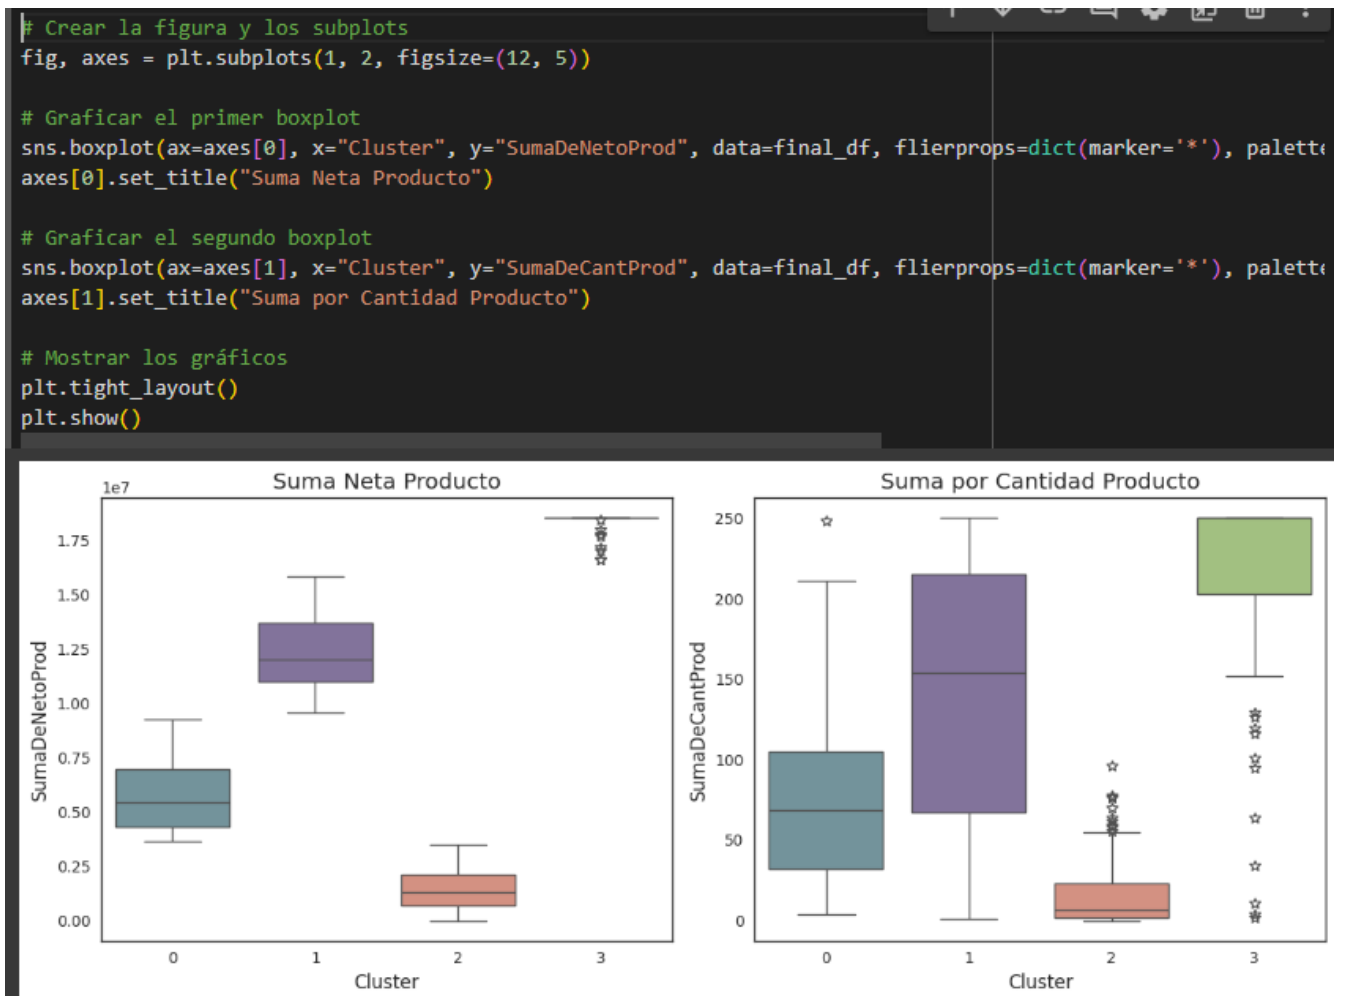 # Crear la figura y los subplots
fig, axes = plt.subplots(1, 2, figsize=(12, 5))
# Graficar el primer boxplot
sns.boxplot(ax=axes[0], x="Cluster", y="SumaDeNetoProd", data=final_df, flierprops=dict(marker='*'), palette
axes[0].set_title("Suma Neta Producto")
# Graficar el segundo boxplot
sns.boxplot(ax=axes[1], x="Cluster", y="SumaDeCantProd", data=final_df, flierprops=dict(marker='*'), palette
axes[1].set_title("Suma por Cantidad Producto")
# Mostrar los gráficos
plt.tight_layout()
plt.show()
Suma Neta Producto
1e7
1.75
1.50
1.25
1.00
0.75
0.50
0.25
0.00
SumaDeNetoProd
0 1 2 3
Cluster
Suma por Cantidad Producto
250
200
150
100
50
0
SumaDeCantProd
0 1 2 3
Cluster